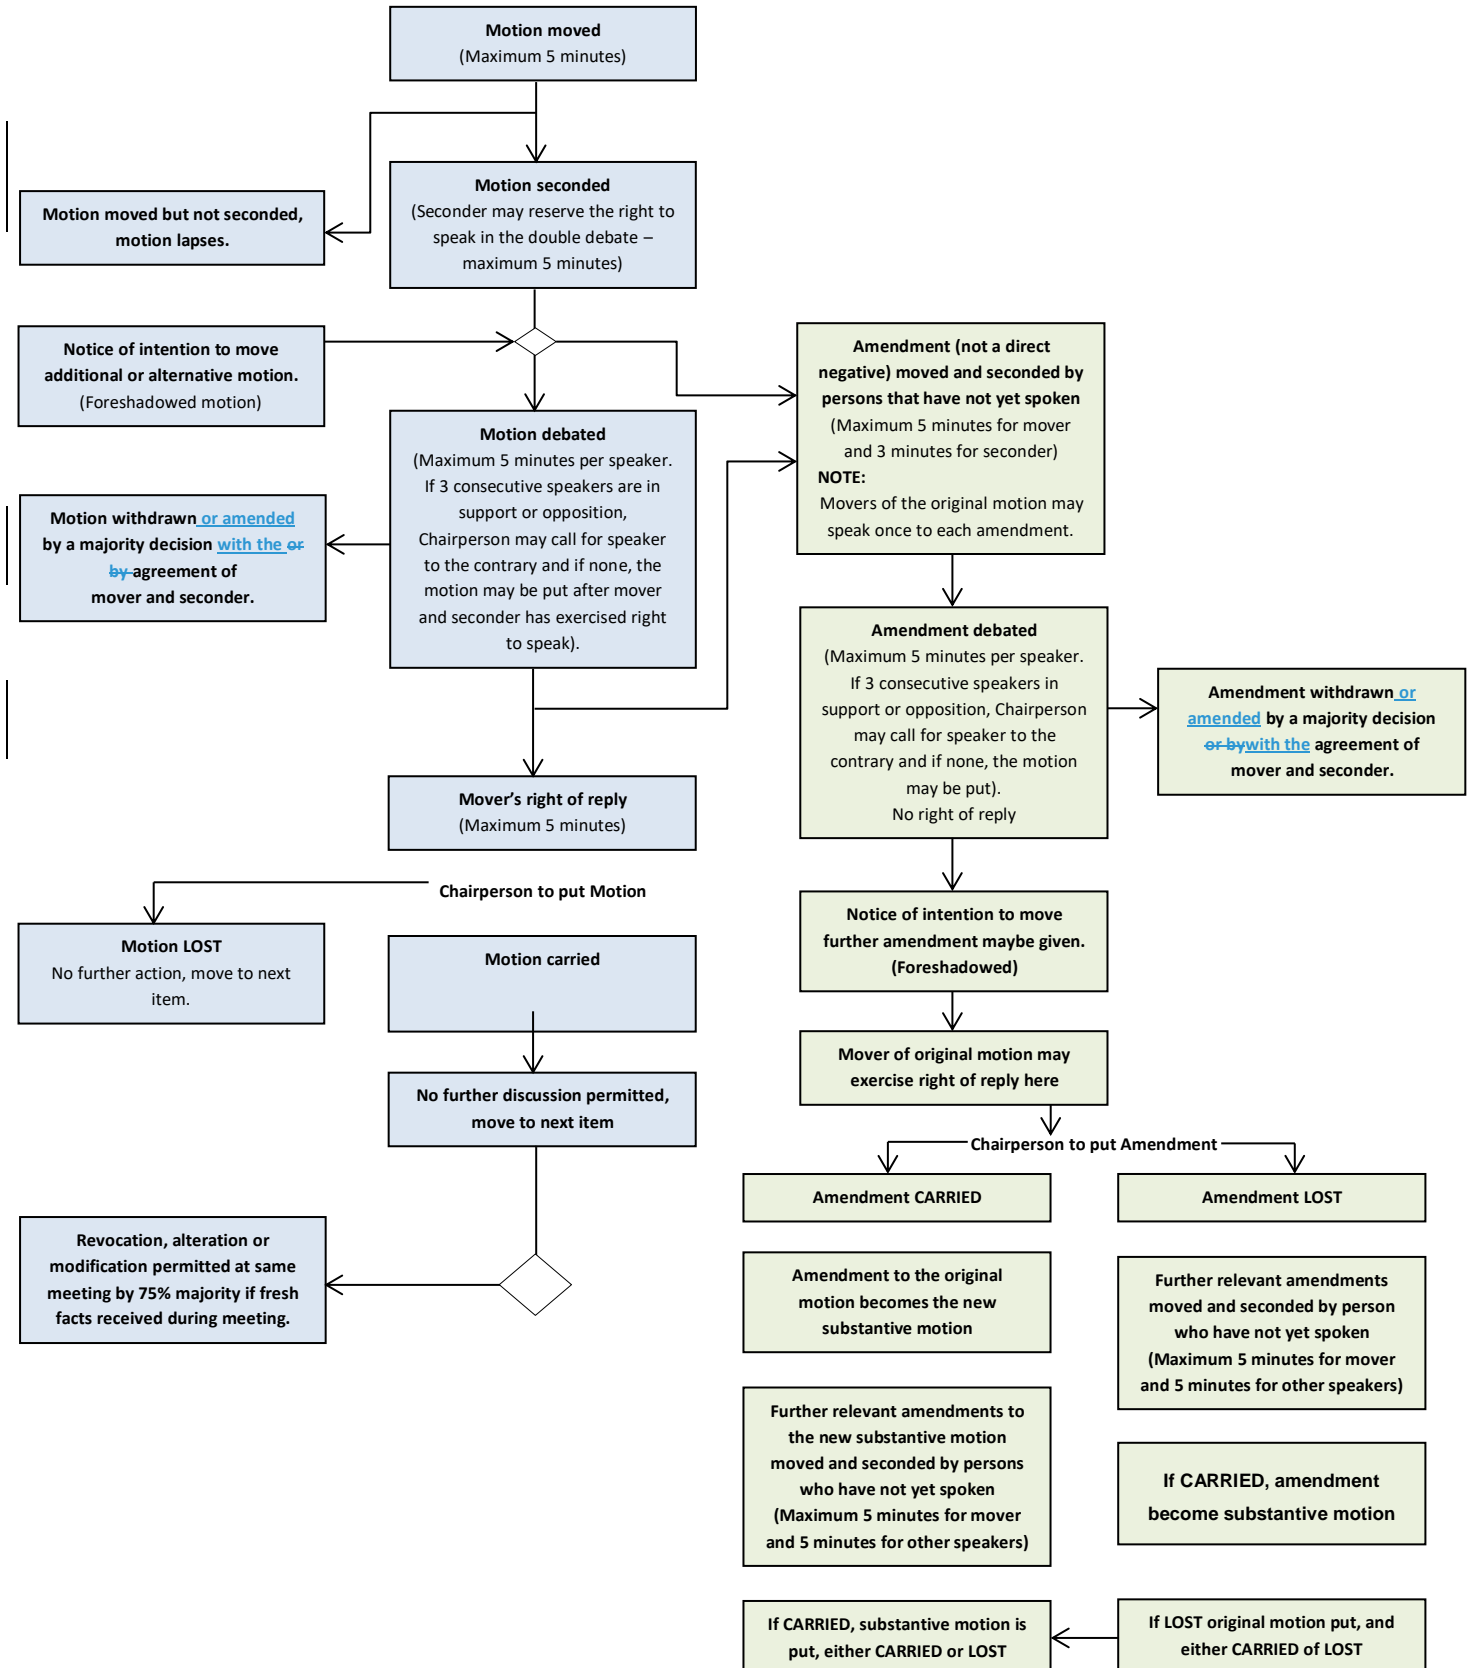 Motion moved
(Maximum 5 minutes)
Motion seconded
(Seconder may reserve the right to
speak in the double debate –
maximum 5 minutes)
Motion moved but not seconded,
motion lapses.
Notice of intention to move
additional or alternative motion.
(Foreshadowed motion)
Amendment (not a direct
negative) moved and seconded by
persons that have not yet spoken
(Maximum 5 minutes for mover
and 3 minutes for seconder)
NOTE:
Movers of the original motion may
speak once to each amendment.
Motion debated
(Maximum 5 minutes per speaker.
If 3 consecutive speakers are in
support or opposition,
Chairperson may call for speaker
to the contrary and if none, the
motion may be put after mover
and seconder has exercised right
to speak).
Motion withdrawn or amended
by a majority decision with the or
by agreement of
mover and seconder.
Amendment debated
(Maximum 5 minutes per speaker.
If 3 consecutive speakers in
support or opposition, Chairperson
may call for speaker to the
contrary and if none, the motion
may be put).
No right of reply
Amendment withdrawn or
amended by a majority decision
or bywith the agreement of
mover and seconder.
Mover’s right of reply
(Maximum 5 minutes)
Chairperson to put Motion
Motion LOST
No further action, move to next
item.
Motion carried
Notice of intention to move
further amendment maybe given.
(Foreshadowed)
Mover of original motion may
exercise right of reply here
No further discussion permitted,
move to next item
Chairperson to put Amendment
Amendment CARRIED
Amendment LOST
Revocation, alteration or
modification permitted at same
meeting by 75% majority if fresh
facts received during meeting.
Amendment to the original
motion becomes the new
substantive motion
Further relevant amendments
moved and seconded by person
who have not yet spoken
(Maximum 5 minutes for mover
and 5 minutes for other speakers)
Further relevant amendments to
the new substantive motion
moved and seconded by persons
who have not yet spoken
(Maximum 5 minutes for mover
and 5 minutes for other speakers)
If CARRIED, amendment
become substantive motion
If CARRIED, substantive motion is
put, either CARRIED or LOST
If LOST original motion put, and
either CARRIED of LOST